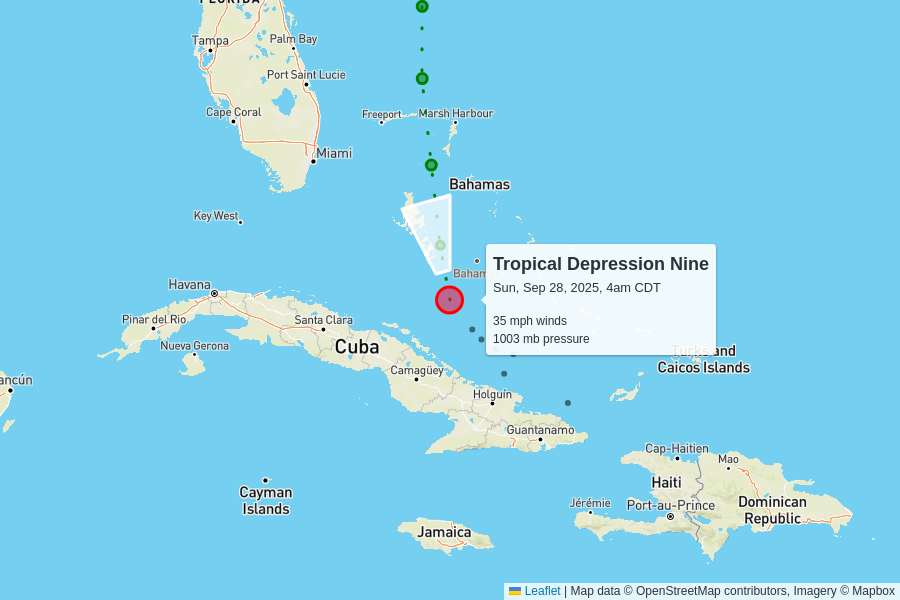 FLORIDA
Tampa
Palm Bay
Port Saint Lucie
Cape Coral
Freeport
Marsh Harbour
Miami
Bahamas
Key West
Tropical Depression Nine
Sun, Sep 28, 2025, 4am CDT
35 mph winds
1003 mb pressure
Havana
Pinar del Río
Santa Clara
Nueva Gerona
Cuba
Camagüey
Holguín
Guantanamo
Turks and
Caicos Islands
Cap-Haitien
Mao
Haiti
Jérémie
Port-au-Prince
Dominican
Republic
Cayman
Islands
Jamaica
Leaflet | Map data © OpenStreetMap contributors, Imagery © Mapbox